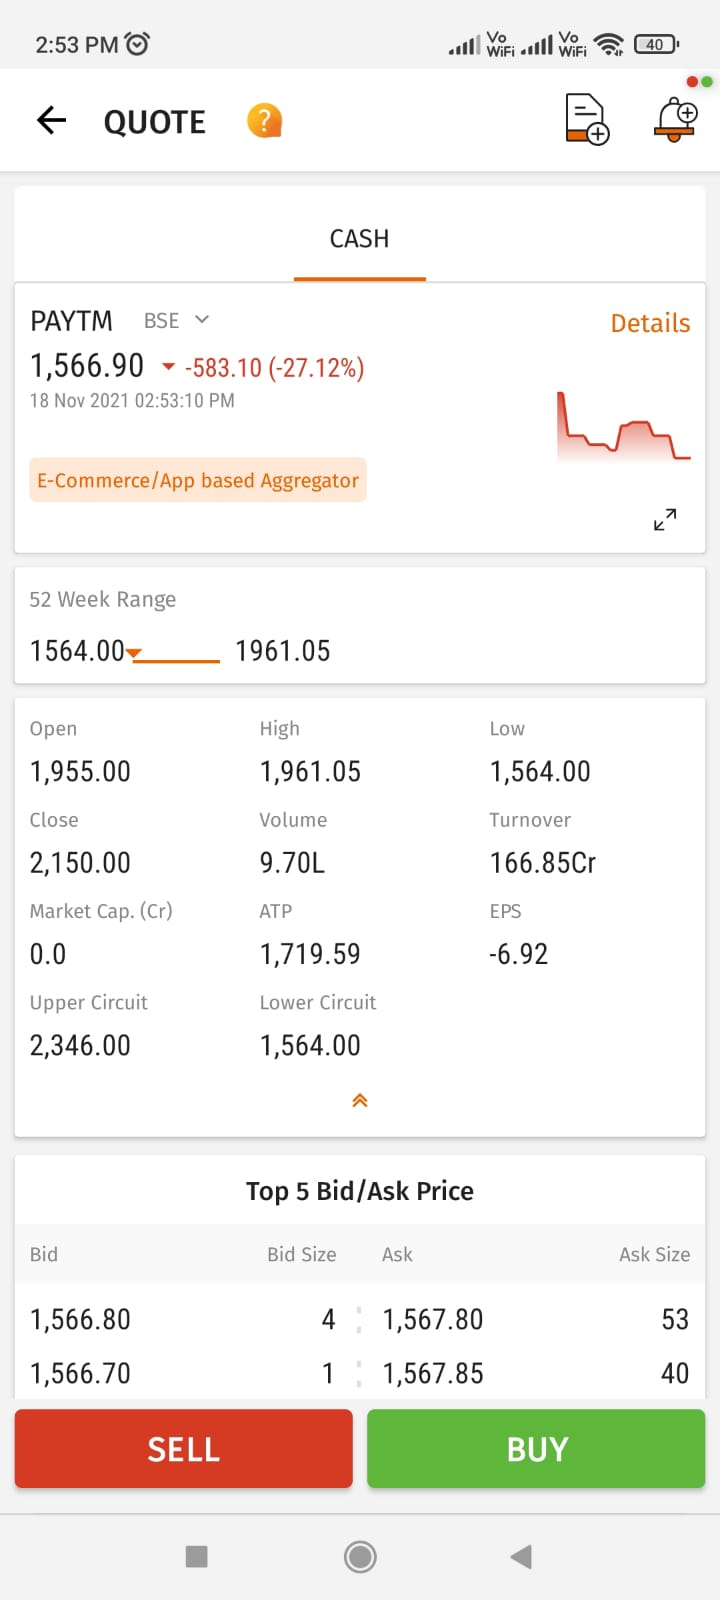 2:53 PM Vo WiFi Vo WiFi 40
QUOTE ?
CASH
PAYTM BSE Details
1,566.90 -583.10 (-27.12%)
18 Nov 2021 02:53:10 PM
E-Commerce/App based Aggregator
52 Week Range
1564.00 1961.05
Open High Low
1,955.00 1,961.05 1,564.00
Close Volume Turnover
2,150.00 9.70L 166.85Cr
Market Cap. (Cr) ATP EPS
0.0 1,719.59 -6.92
Upper Circuit Lower Circuit
2,346.00 1,564.00
Top 5 Bid/Ask Price
Bid Bid Size Ask Ask Size
1,566.80 4 1,567.80 53
1,566.70 1 1,567.85 40
SELL BUY